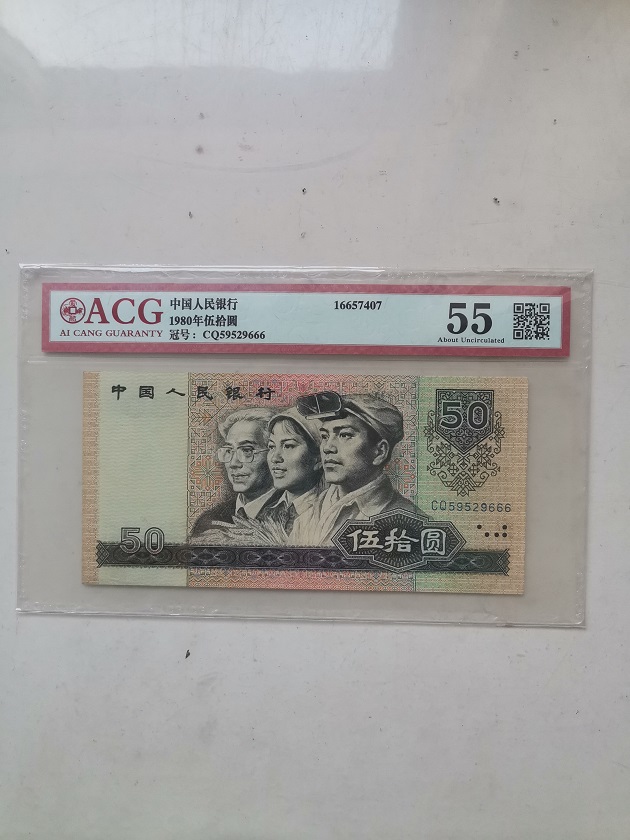 ACG
AI CANG GUARANTY
中国人民银行
1980年伍拾圆
冠号：CQ59529666
16657407
55
About Uncirculated
中国人民银行
50
CQ59529666
50
伍拾圆